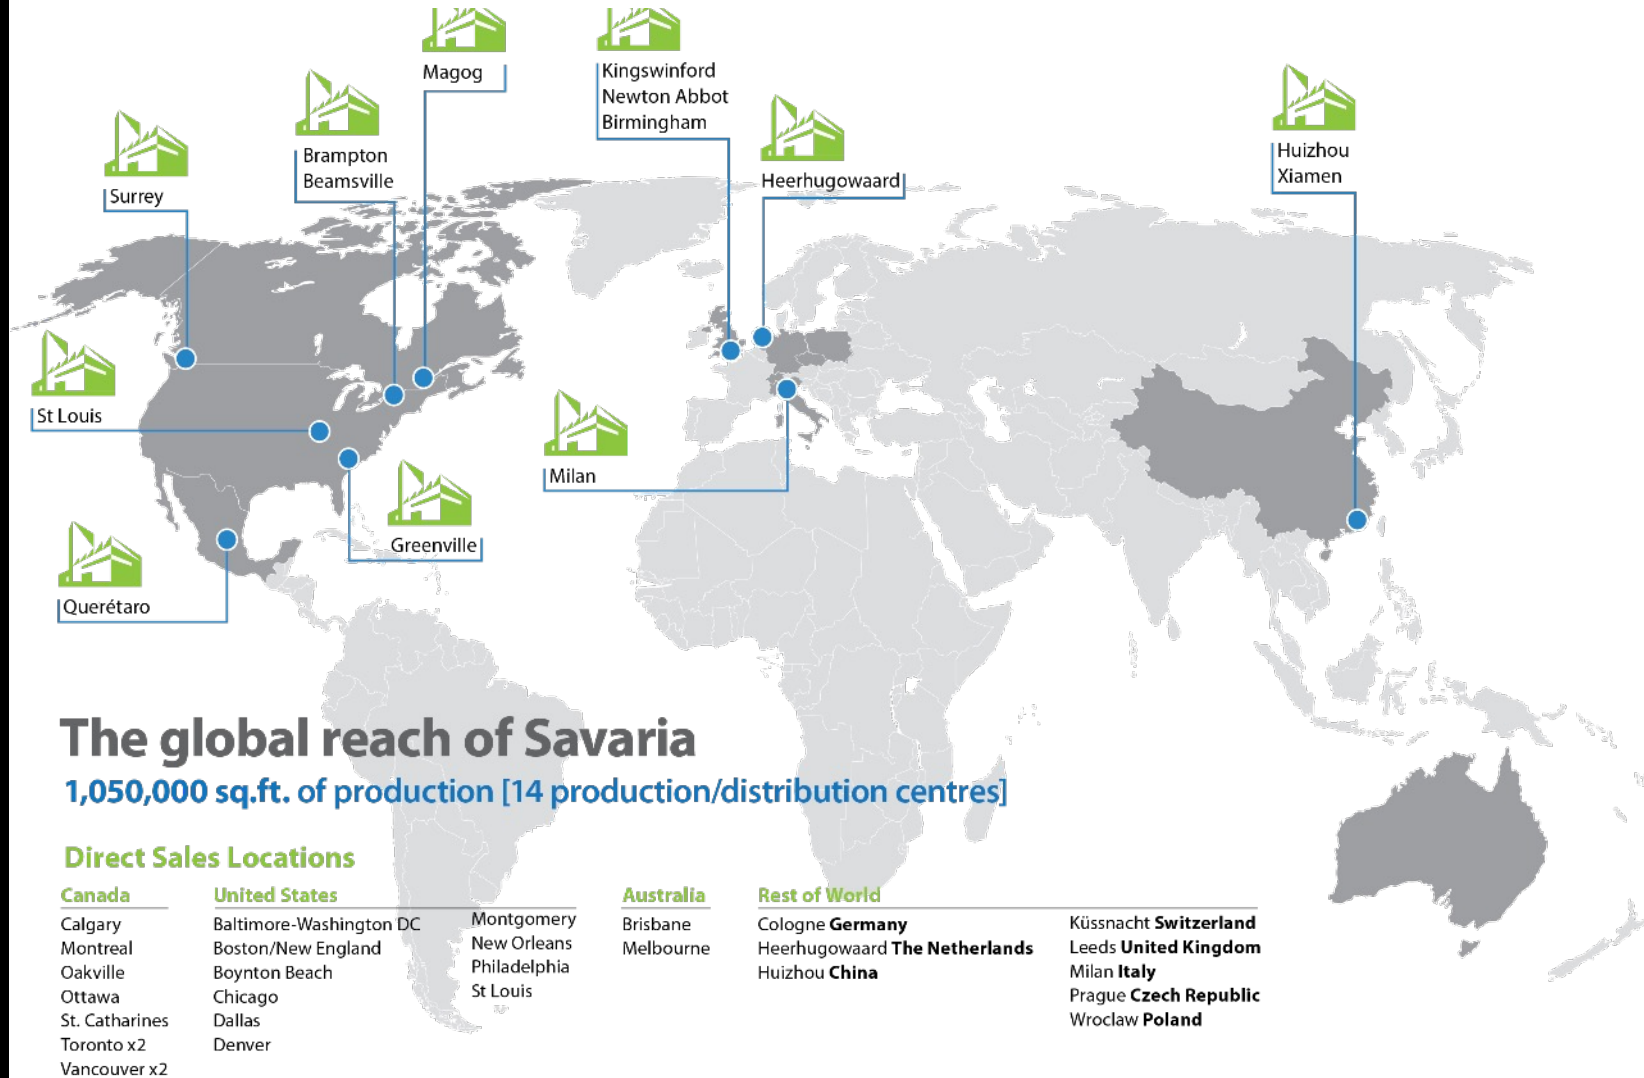 Magog
Kingswinford
Newton Abbot
Birmingham
Brampton
Beamsville
Heerhugowaard
Huizhou
Xiamen
Surrey
St Louis
Milan
Greenville
Querétaro
The global reach of Savaria
1,050,000 sq.ft. of production [14 production/distribution centres]
Direct Sales Locations
Canada
Calgary
Montreal
Oakville
Ottawa
St. Catharines
Toronto x2
Vancouver x2
United States
Baltimore-Washington DC
Boston/New England
Boynton Beach
Chicago
Dallas
Denver
Montgomery
New Orleans
Philadelphia
St Louis
Australia
Brisbane
Melbourne
Rest of World
Cologne Germany
Heerhugowaard The Netherlands
Huizhou China
Küssnacht Switzerland
Leeds United Kingdom
Milan Italy
Prague Czech Republic
Wroclaw Poland